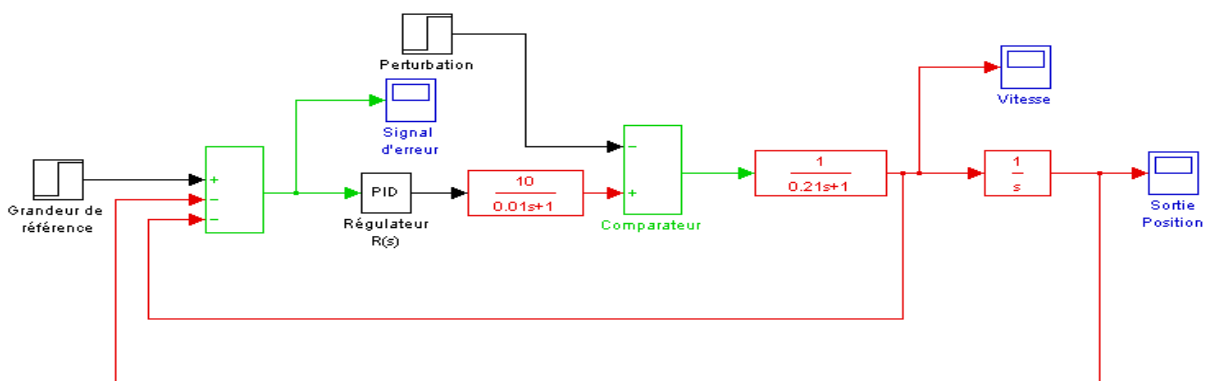 Perturbation
Signal
d'erreur
Vitesse
Grandeur de
référence
+
−
−
PID
Régulateur
R(s)
10
0.01s+1
−
+
Comparateur
1
0.21s+1
1
s
Sortie
Position